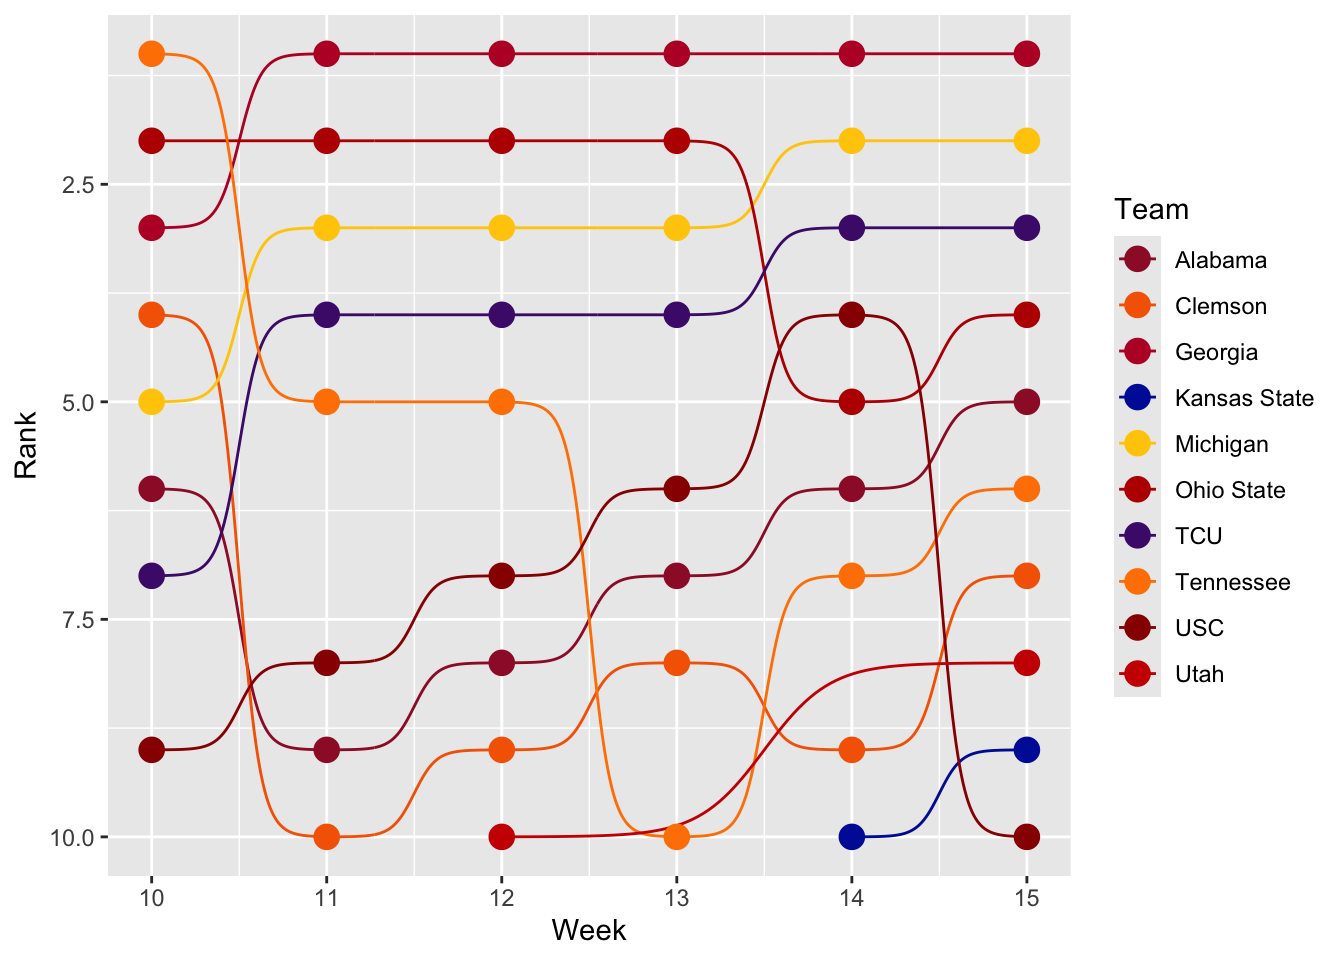 2.5
5.0
7.5
10.0
Rank
10 11 12 13 14 15
Week
Team
Alabama
Clemson
Georgia
Kansas State
Michigan
Ohio State
TCU
Tennessee
USC
Utah